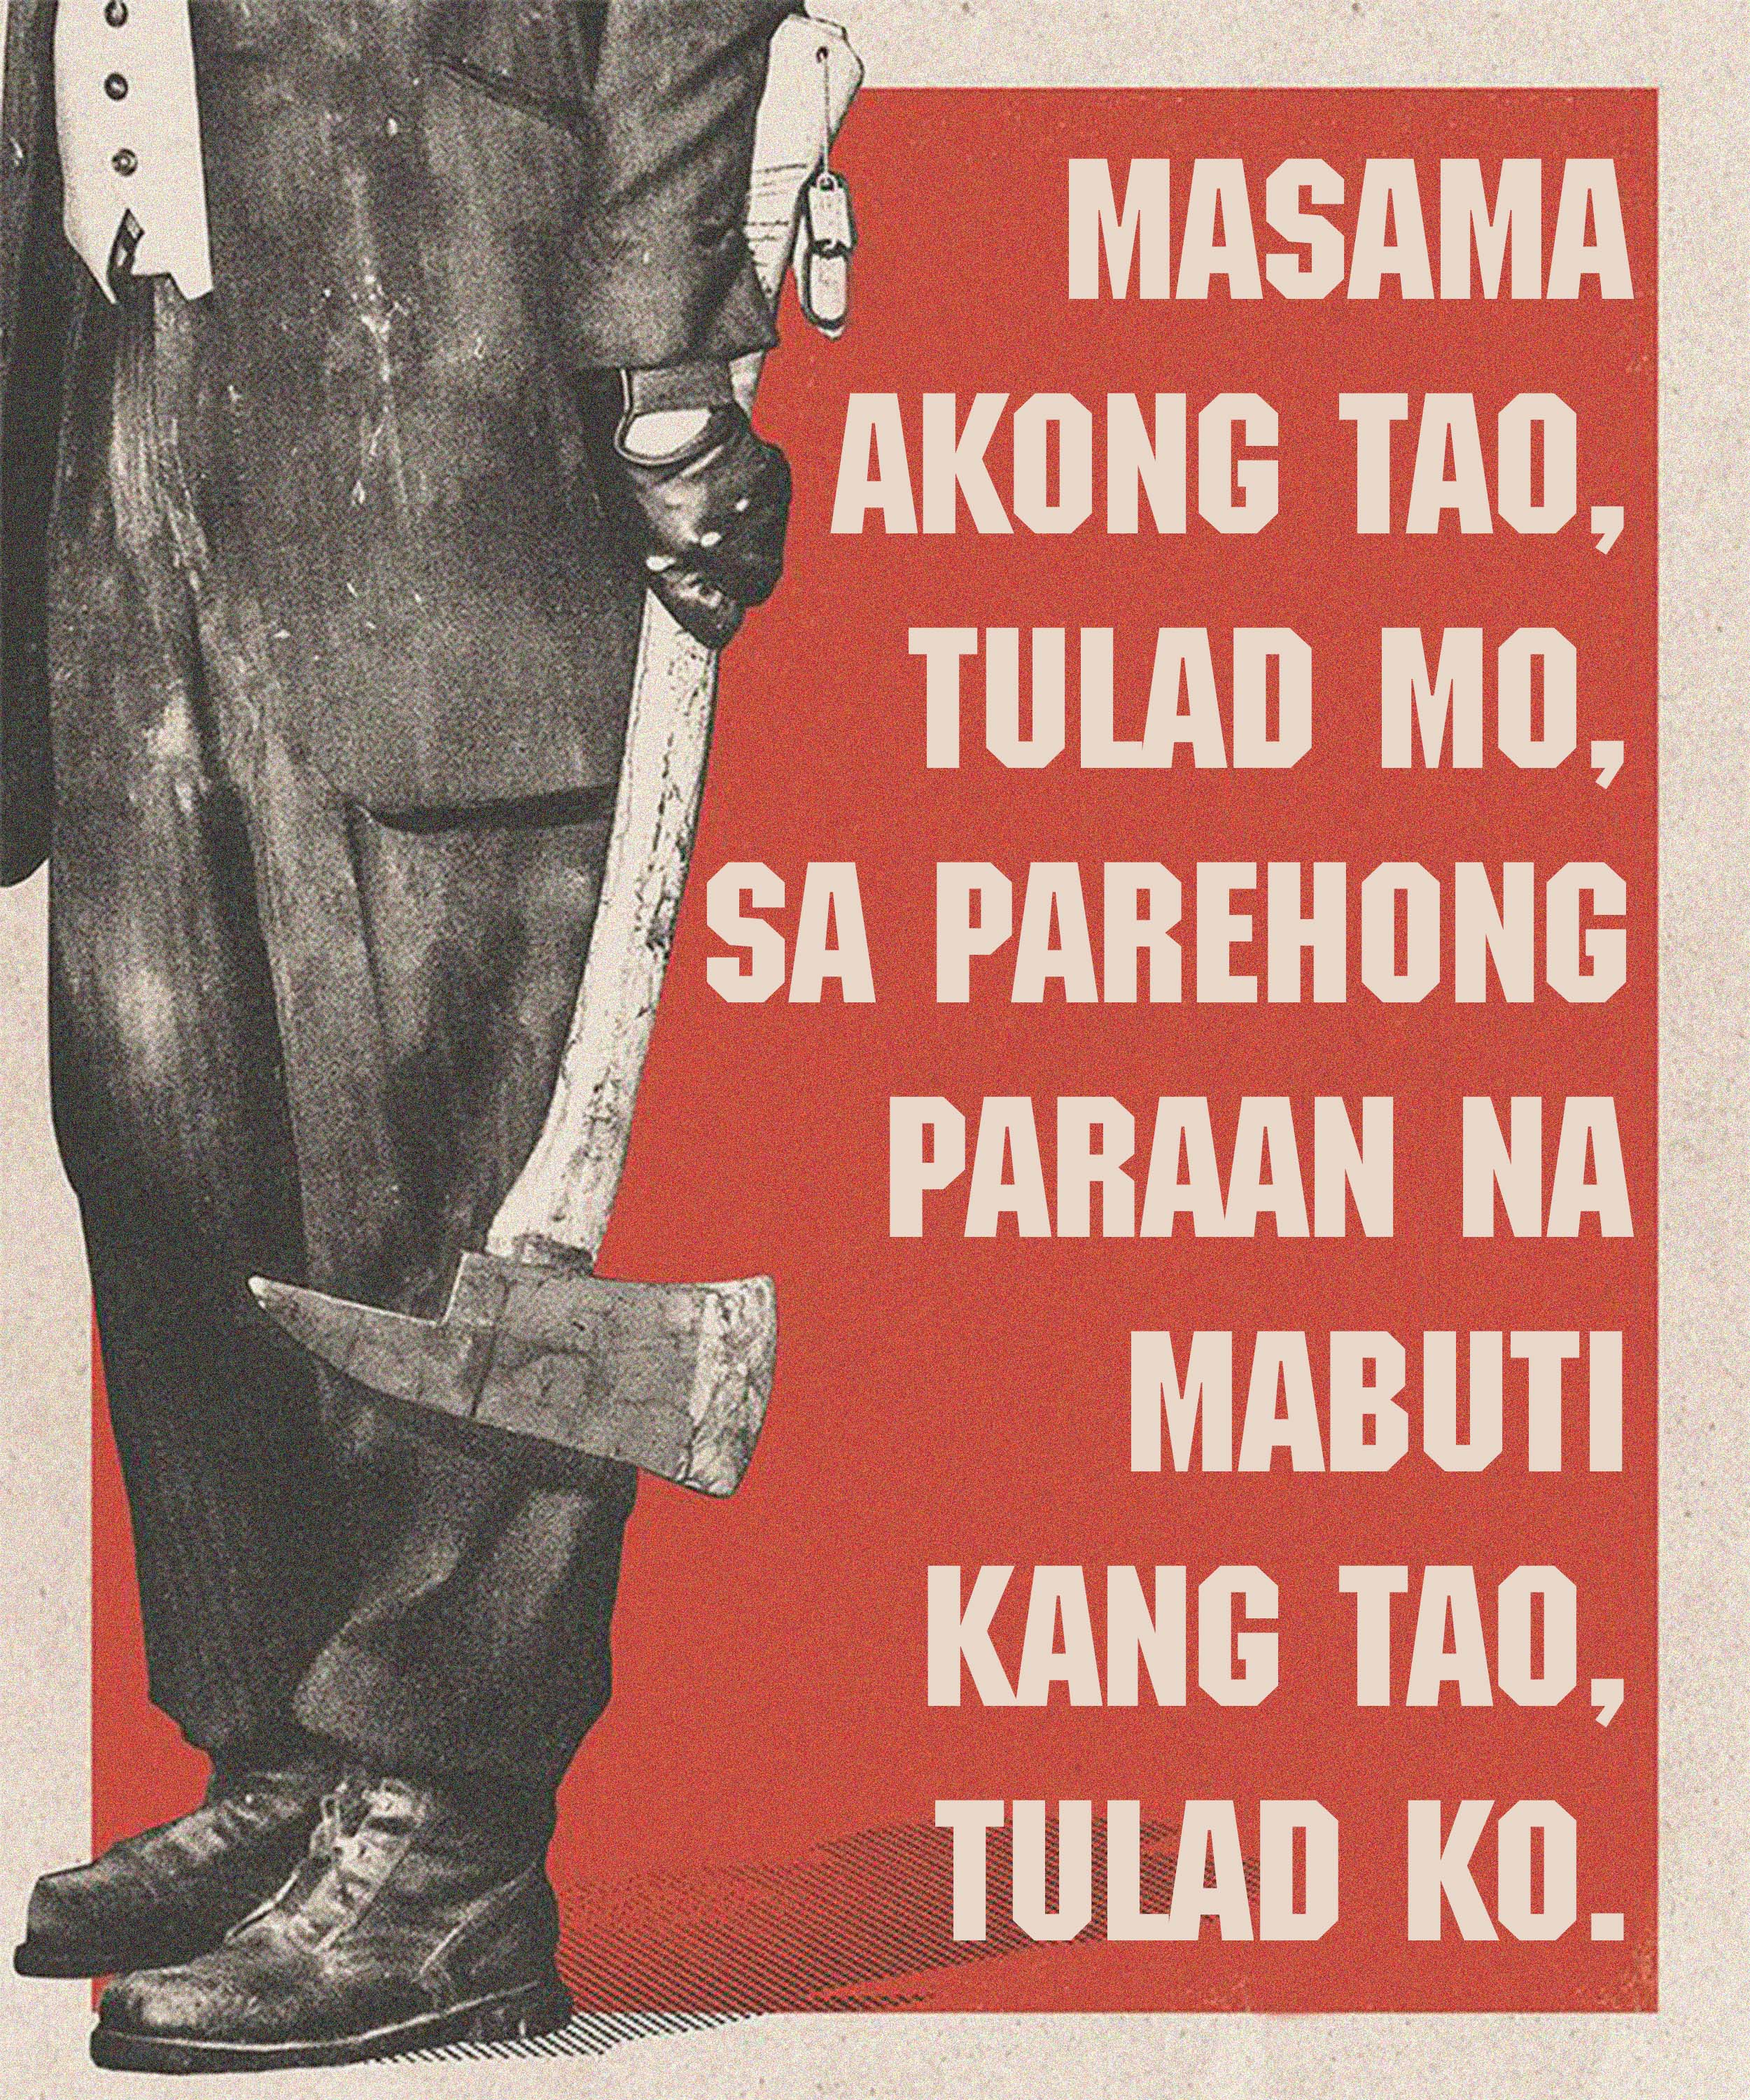 MASAMA
AKONG TAO,
TULAD MO,
SA PAREHONG
PARAAN NA
MABUTI
KANG TAO,
TULAD KO.